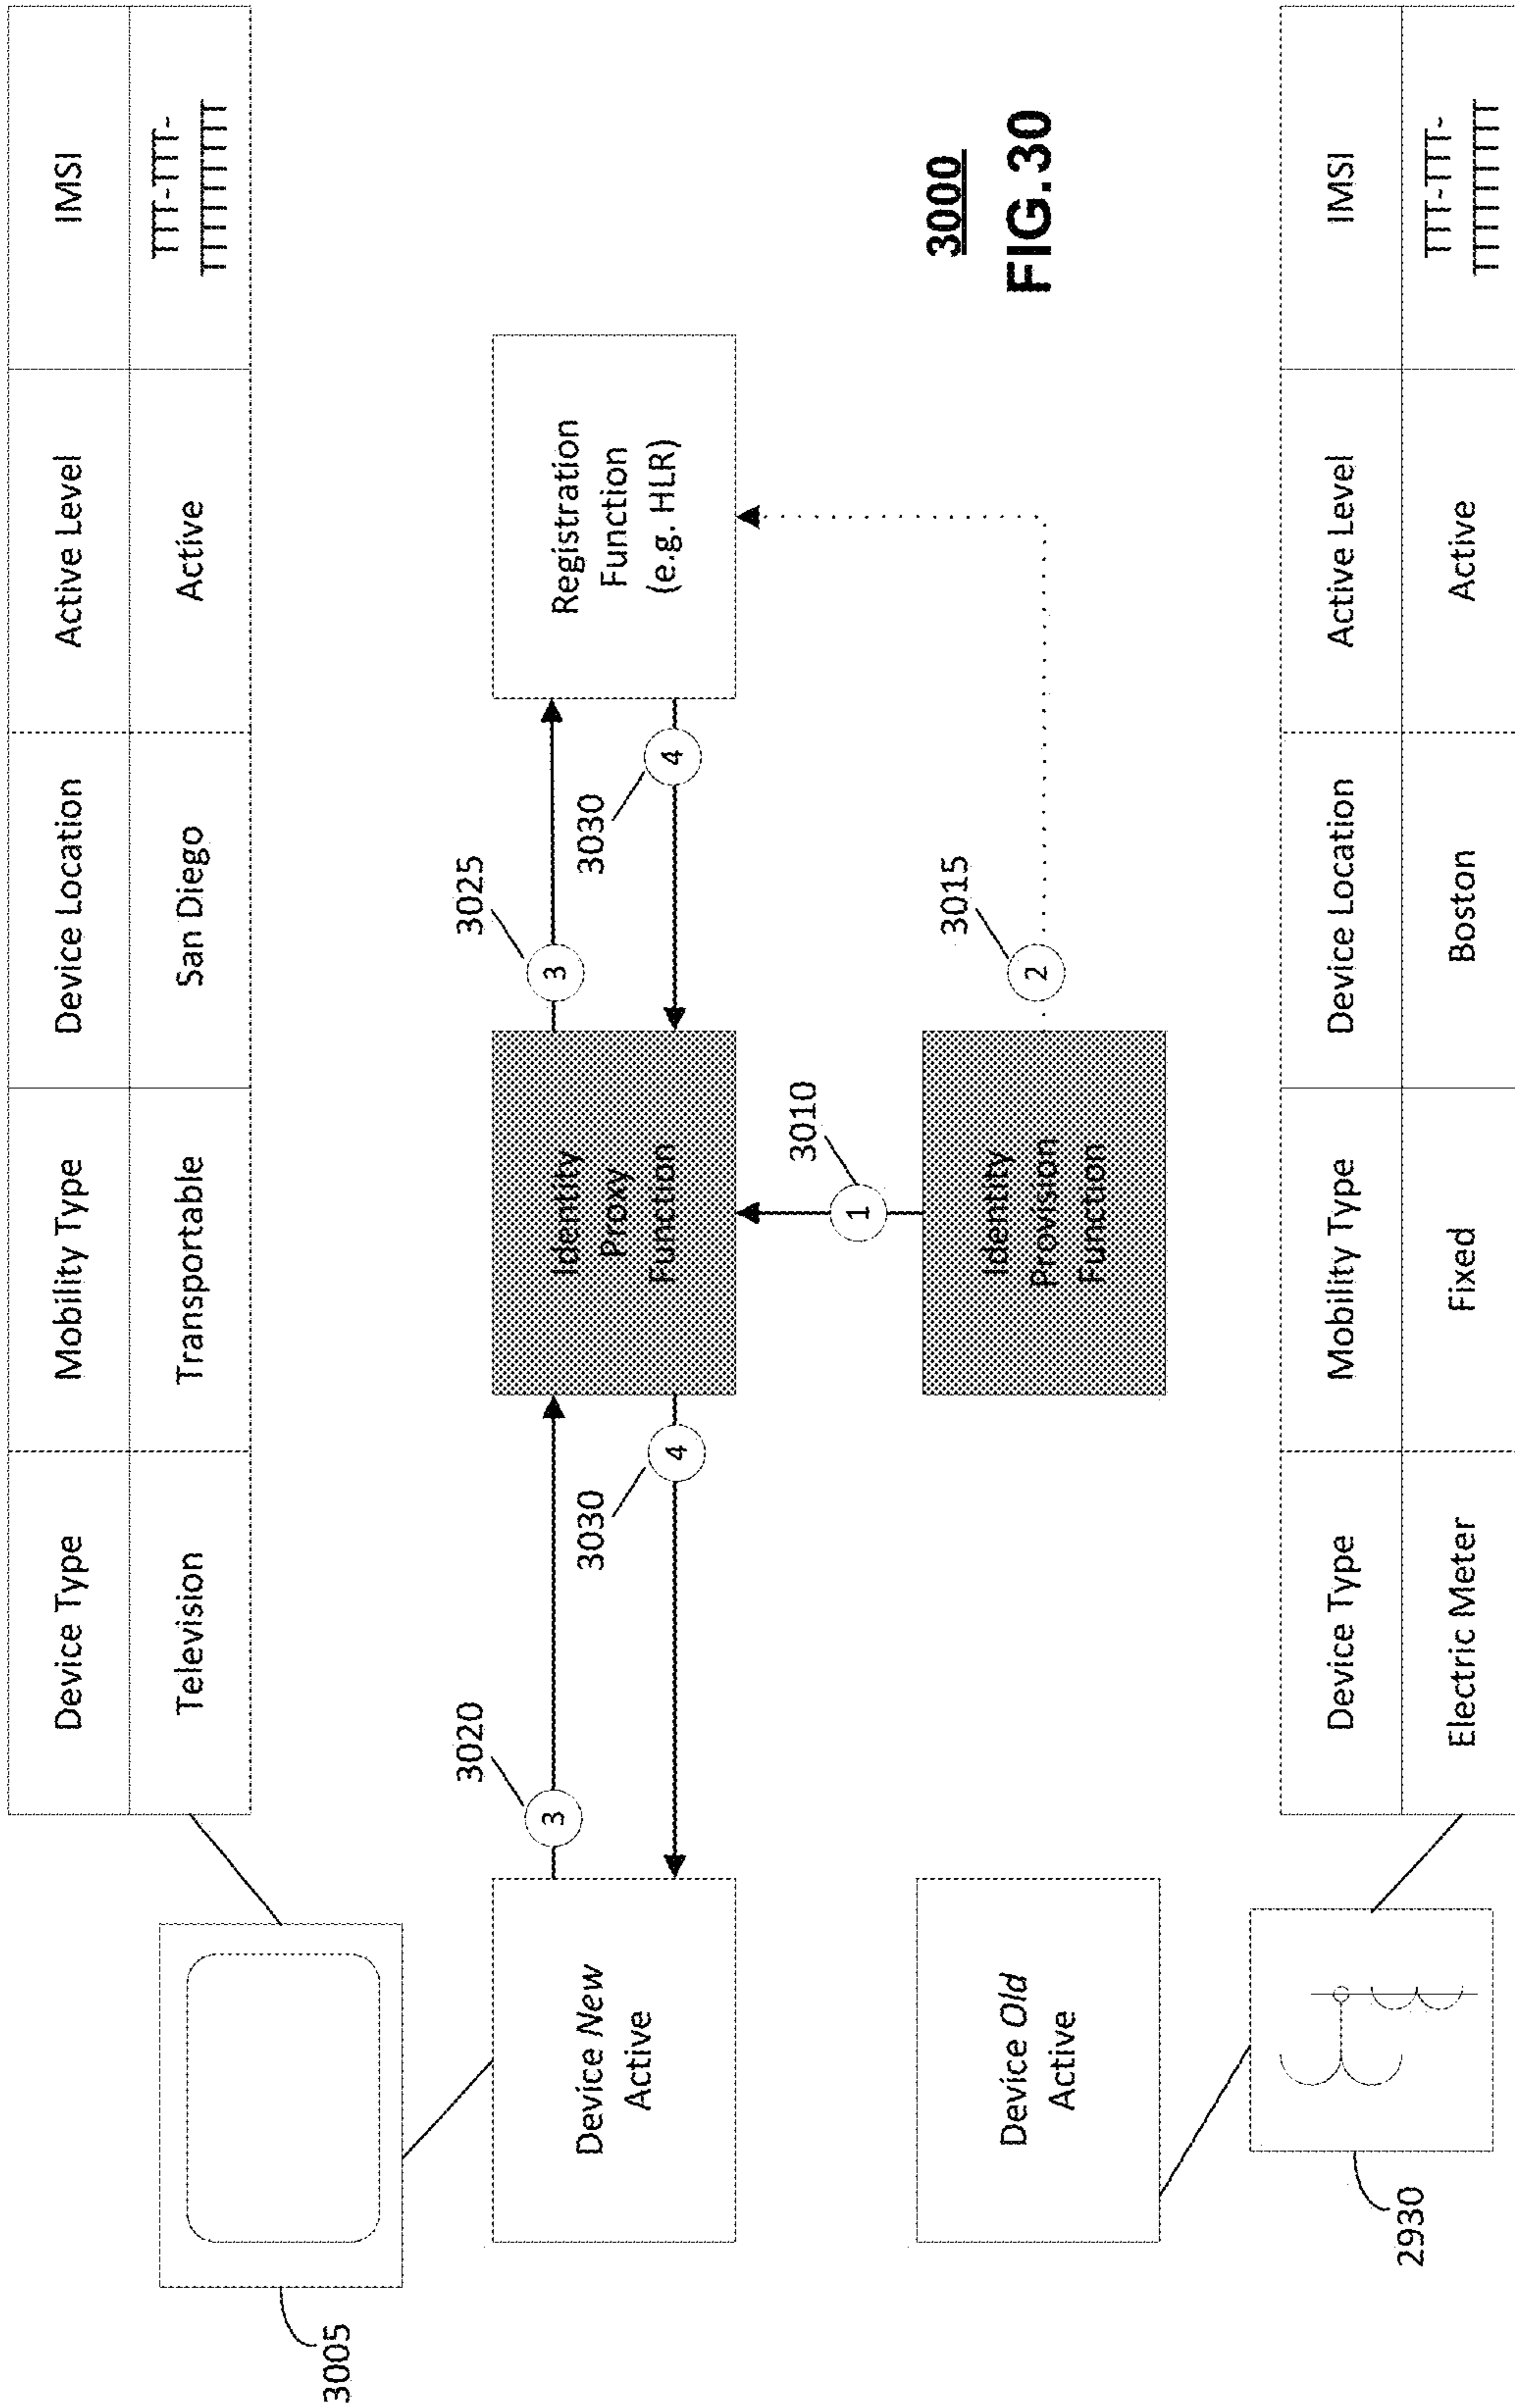 Device Type
Mobility Type
Device Location
Active Level
IMSI
Television
Transportable
San Diego
Active
TTT-TTT-
TTTTTTTTT
3005
3020
3
3025
3
Device New
Active
Identity
Proxy
Function
Registration
Function
(e.g. HLR)
3030
4
3030
4
3010
1
3015
2
Device Old
Active
Identity
Provision
Function
3000
FIG.30
2930
Device Type
Mobility Type
Device Location
Active Level
IMSI
Electric Meter
Fixed
Boston
Active
TTT-TTT-
TTTTTTTTT